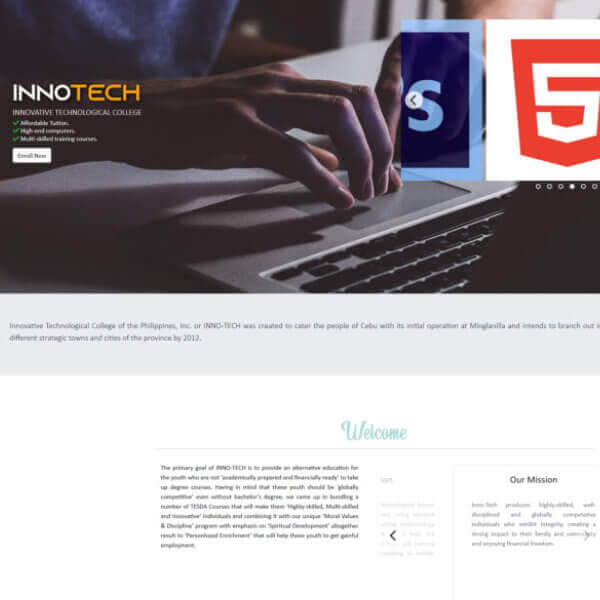 INNOTECH
INNOVATIVE TECHNOLOGICAL COLLEGE
Affordable Tuition.
High end computers.
Multi-skilled training courses.
Enroll Now
S
5
Innovative Technological College of the Philippines, Inc. or INNO-TECH was created to cater the people of Cebu with its initial operation at Minglanilla and intends to branch out i
different strategic towns and cities of the province by 2012.
Welcome
The primary goal of INNO-TECH is to provide an alternative education for
the youth who are not 'academically prepared and financially ready' to take
up degree courses. Having in mind that these youth should be 'globally
competitive' even without bachelor's degree, we came up in bundling a
number of TESDA Courses that will make them 'Highly-Skilled, Multi-skilled
and Innovative' individuals and combining it with our unique 'Moral Values
& Discipline' program with emphasis on 'Spiritual Development' altogether
result to 'Personhood Enrichment' that will help those youth to get gainful
employment.
Our Mission
Inno-Tech produces highly-skilled, well-
disciplined and globally competitive
individuals who exhibit integrity, creating a
strong impact to their family and community
and enjoying financial freedom.